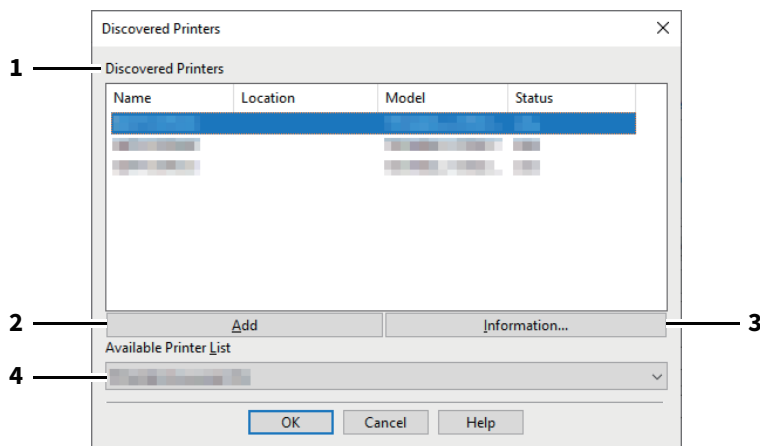 Discovered Printers
1 Discovered Printers
Name Location Model Status
2 Add Information... 3
Available Printer List
4
OK Cancel Help